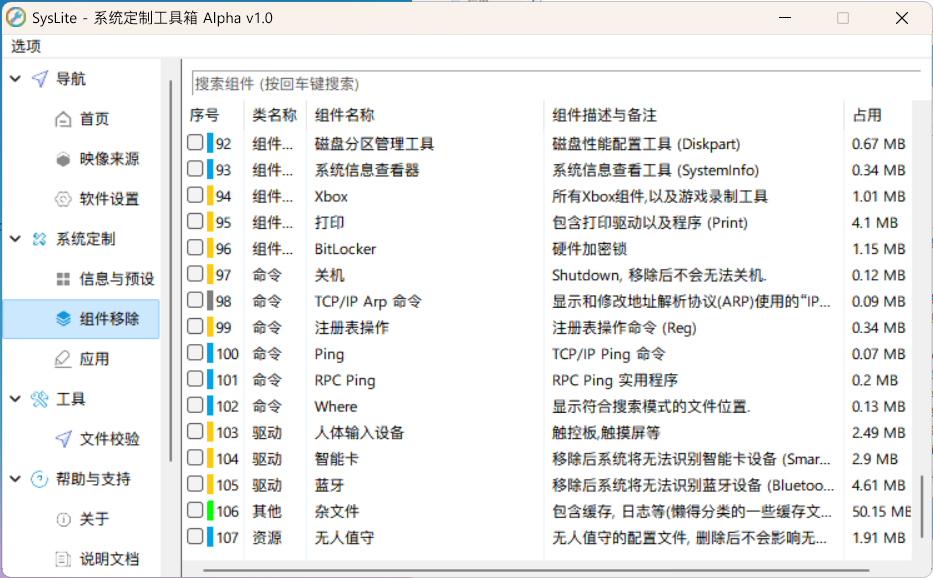 SysLite - 系统定制工具箱 Alpha v1.0
选项
导航
首页
映像来源
软件设置
系统定制
信息与预设
组件移除
应用
工具
文件校验
帮助与支持
关于
说明文档
搜索组件 (按回车键搜索)
序号 类名称 组件名称 组件描述与备注 占用
92 组件... 磁盘分区管理工具 磁盘性能配置工具 (Diskpart) 0.67 MB
93 组件... 系统信息查看器 系统信息查看工具 (SystemInfo) 0.34 MB
94 组件... Xbox 所有Xbox组件,以及游戏录制工具 1.01 MB
95 组件... 打印 包含打印驱动以及程序 (Print) 4.1 MB
96 组件... BitLocker 硬件加密锁 1.15 MB
97 命令 关机 Shutdown, 移除后不会无法关机. 0.12 MB
98 命令 TCP/IP Arp 命令 显示和修改地址解析协议(ARP)使用的“IP... 0.09 MB
99 命令 注册表操作 注册表操作命令 (Reg) 0.34 MB
100 命令 Ping TCP/IP Ping 命令 0.07 MB
101 命令 RPC Ping RPC Ping 实用程序 0.2 MB
102 命令 Where 显示符合搜索模式的文件位置. 0.13 MB
103 驱动 人体输入设备 触控板,触摸屏等 2.49 MB
104 驱动 智能卡 移除后系统将无法识别智能卡设备 (Smar... 2.9 MB
105 驱动 蓝牙 移除后系统将无法识别蓝牙设备 (Bluetoo... 4.61 MB
106 其他 杂文件 包含缓存, 日志等(懒得分类的一些缓存文... 50.15 MB
107 资源 无人值守 无人值守的配置文件, 删除后不会影响无... 1.91 MB